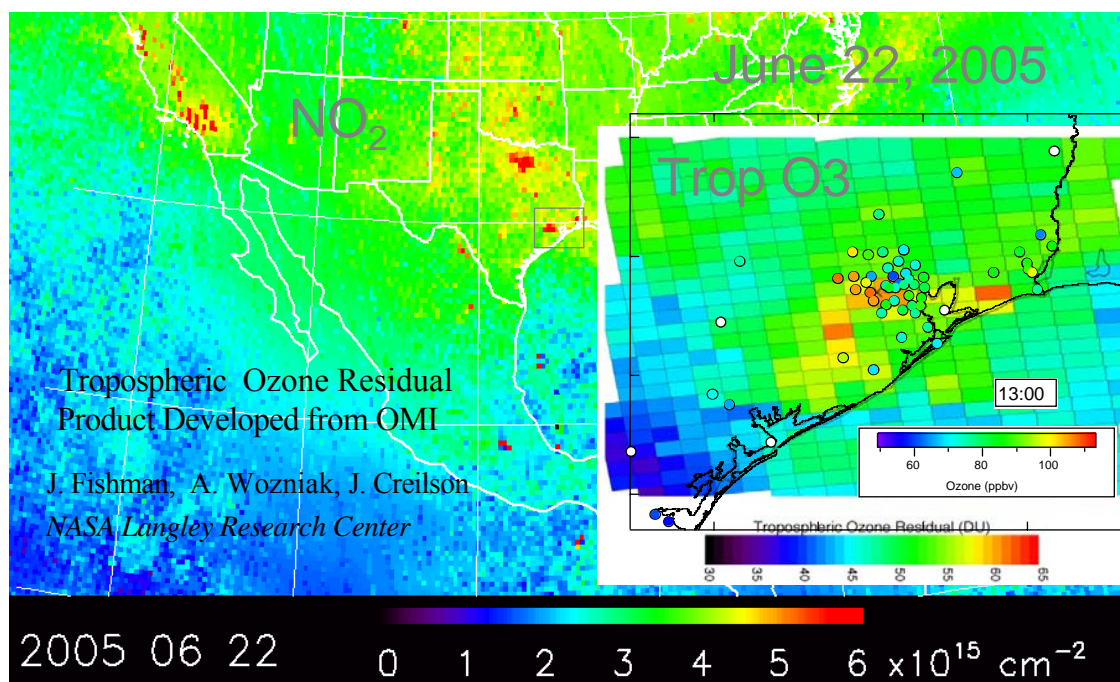 June 22, 2005
NO2
Trop O3
Tropospheric Ozone Residual
Product Developed from OMI
J. Fishman, A. Wozniak, J. Creilson
NASA Langley Research Center
13:00
60 80 100
Ozone (ppbv)
Tropospheric Ozone Residual (DU)
30 35 40 45 50 55 60 65
2005 06 22
0 1 2 3 4 5 6 x10^15 cm^-2